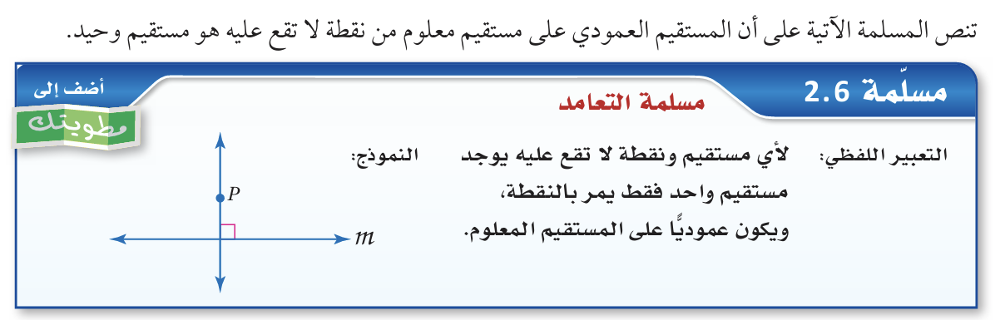 تنص المسلمة الآتية على أن المستقيم العمودي على مستقيم معلوم من نقطة لا تقع عليه هو مستقيم وحيد.
مسلّمة 2.6
أضف إلى
مطويتك
مسلمة التعامد
التعبير اللفظي: لأي مستقيم ونقطة لا تقع عليه يوجد
مستقيم واحد فقط يمر بالنقطة،
ويكون عموديًّا على المستقيم المعلوم.
النموذج:
P
m